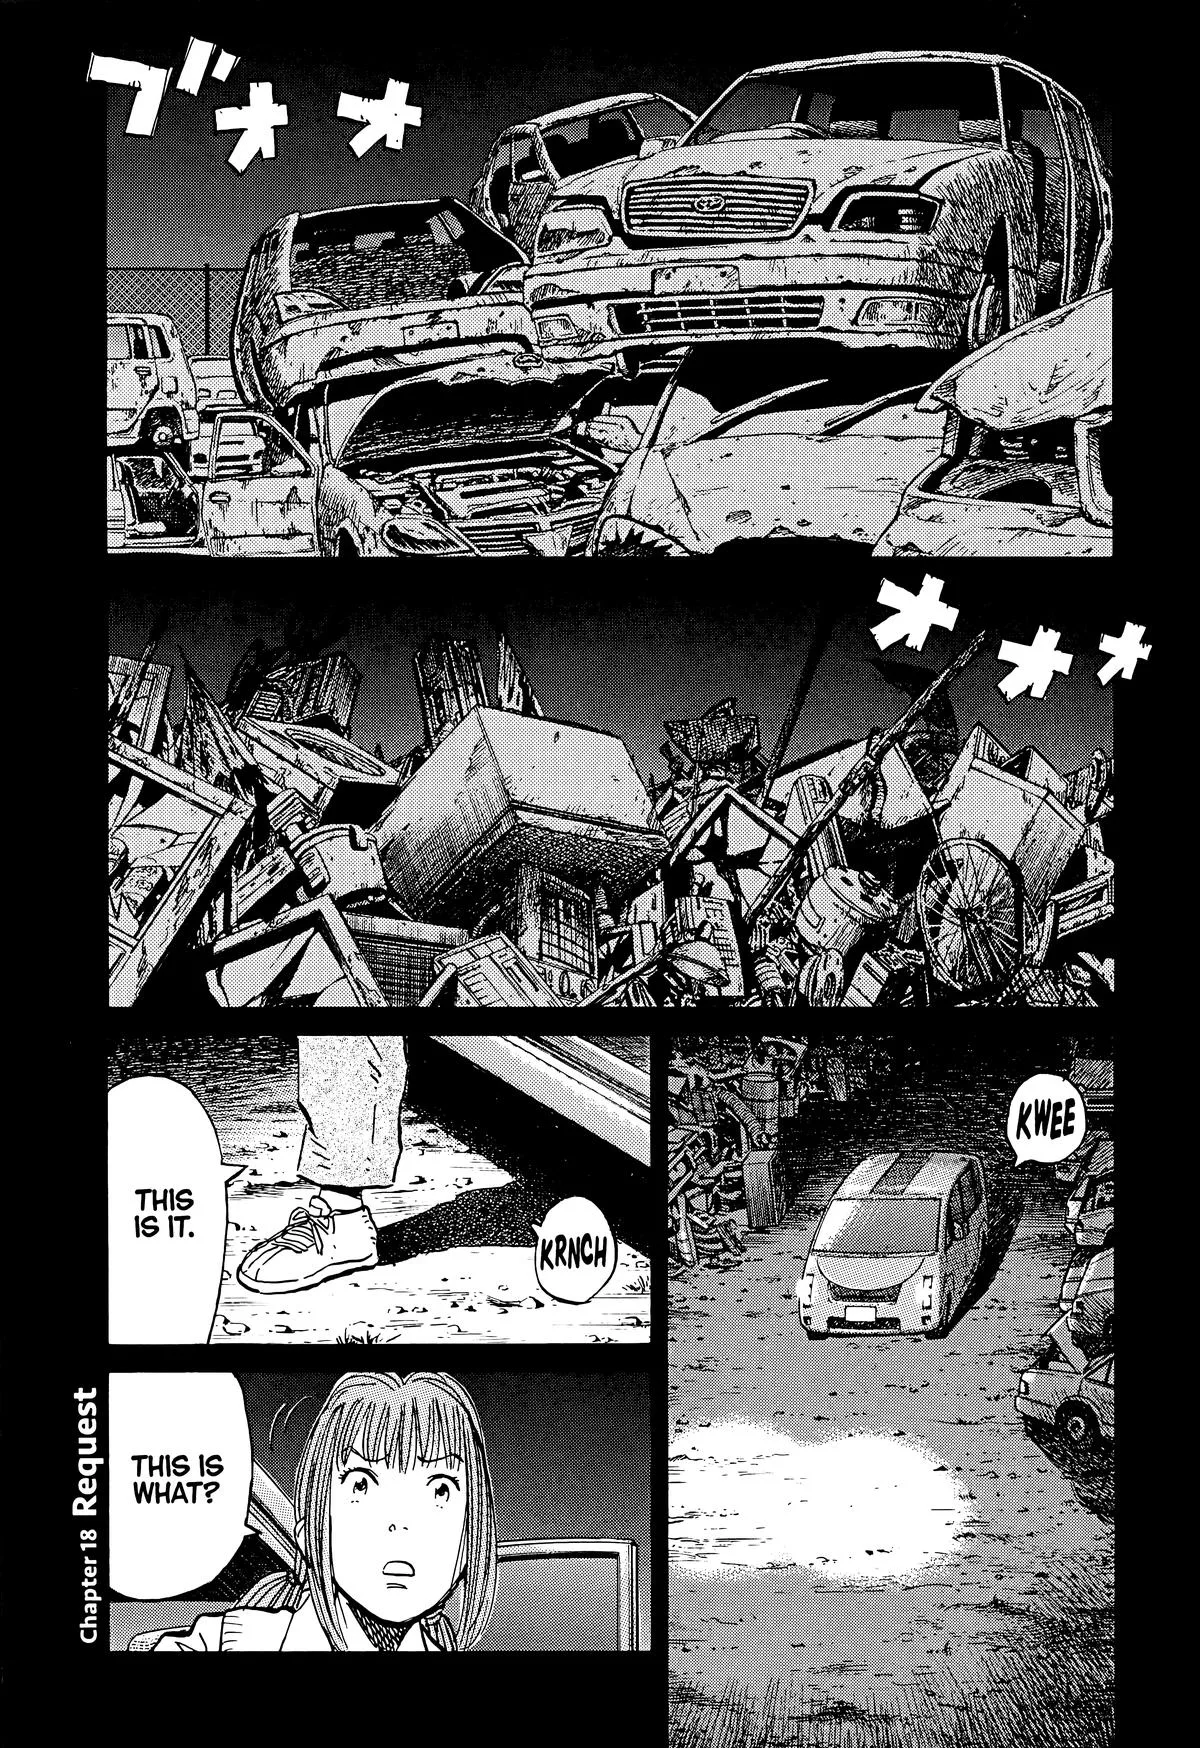 ブオオ
オオオ
KWEE
THIS
IS IT.
KRNCH
THIS IS
WHAT?
Chapter 18 Request